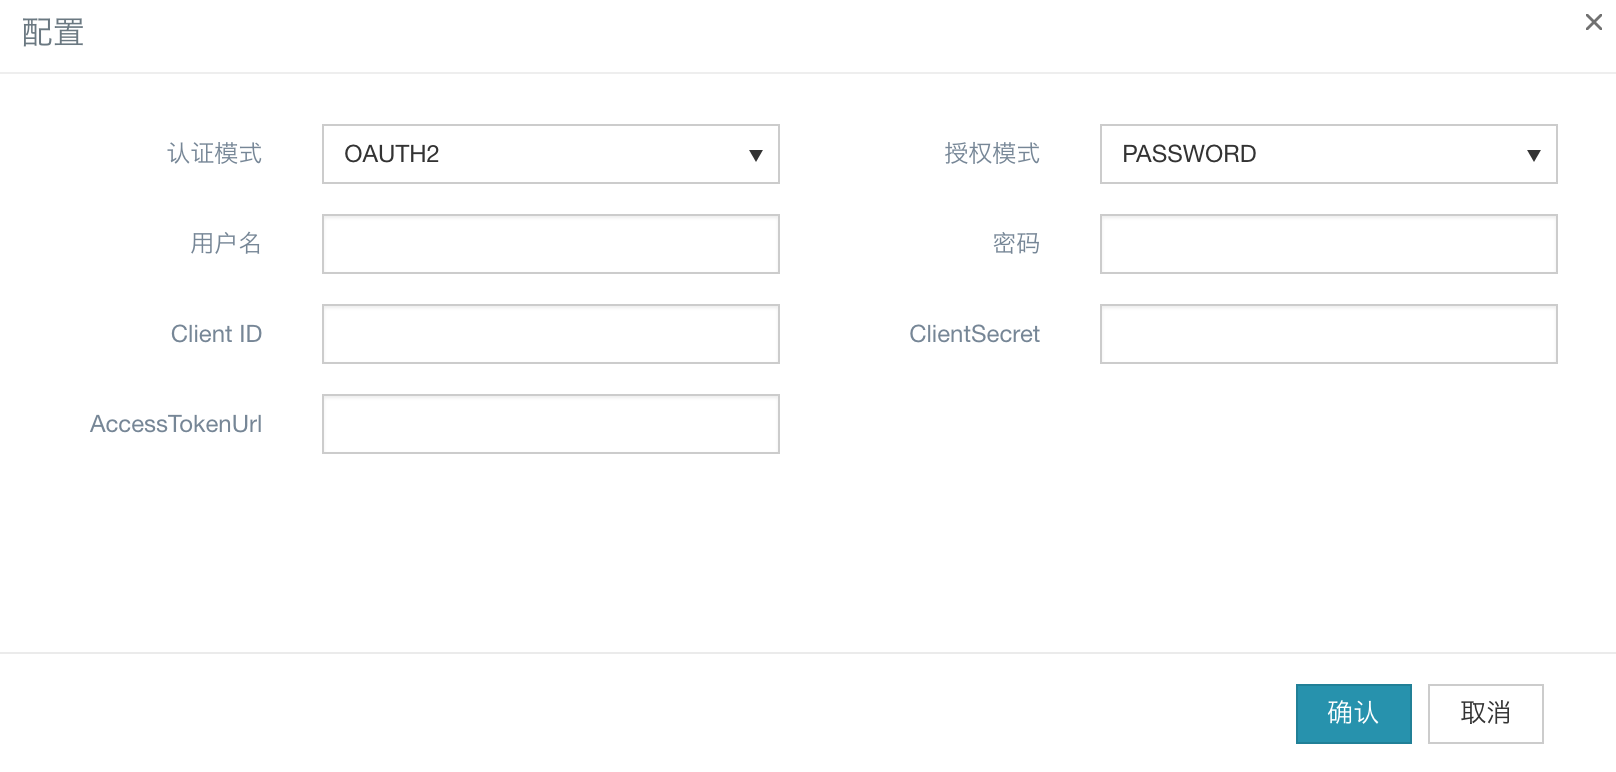 配置
认证模式 OAUTH2 授权模式 PASSWORD
用户名 密码
Client ID ClientSecret
AccessTokenUrl
确认 取消